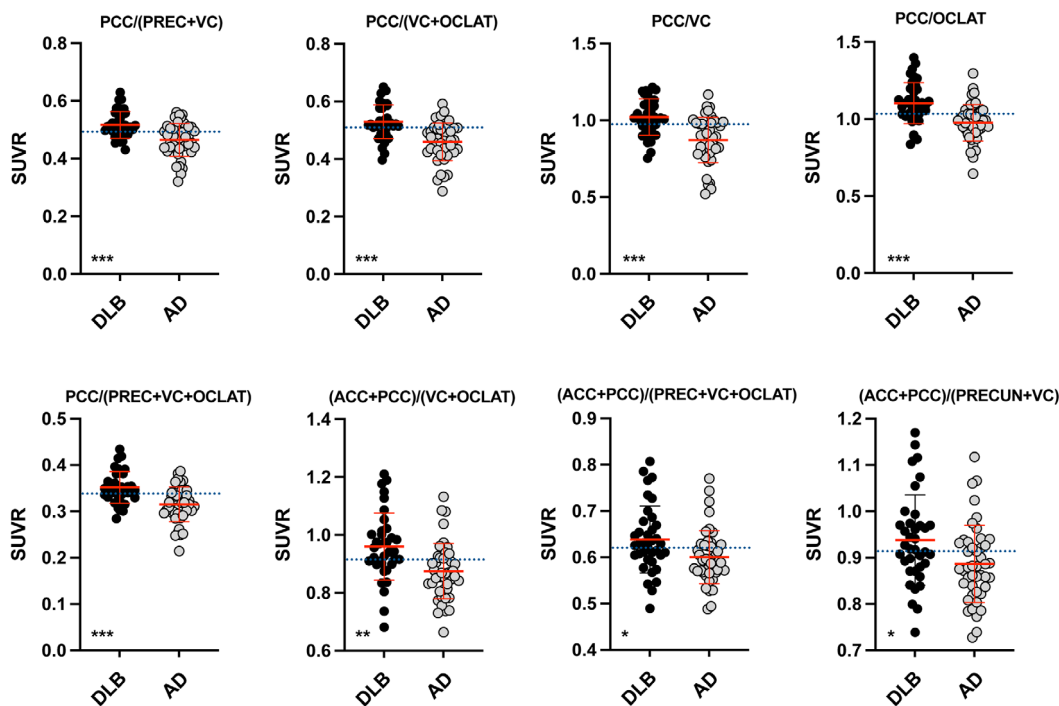 PCC/(PREC+VC)
PCC/(VC+OCLAT)
PCC/VC
PCC/OCLAT
SUVR
0.8
0.6
0.4
0.2
0.0
***
DLB
AD
SUVR
0.8
0.6
0.4
0.2
0.0
***
DLB
AD
SUVR
1.5
1.0
0.5
0.0
***
DLB
AD
SUVR
1.5
1.0
0.5
0.0
***
DLB
AD
PCC/(PREC+VC+OCLAT)
(ACC+PCC)/(VC+OCLAT)
(ACC+PCC)/(PREC+VC+OCLAT)
(ACC+PCC)/(PRECUN+VC)
SUVR
0.5
0.4
0.3
0.2
0.1
0.0
***
DLB
AD
SUVR
1.4
1.2
1.0
0.8
0.6
**
DLB
AD
SUVR
0.9
0.8
0.7
0.6
0.5
0.4
*
DLB
AD
SUVR
1.2
1.1
1.0
0.9
0.8
0.7
*
DLB
AD